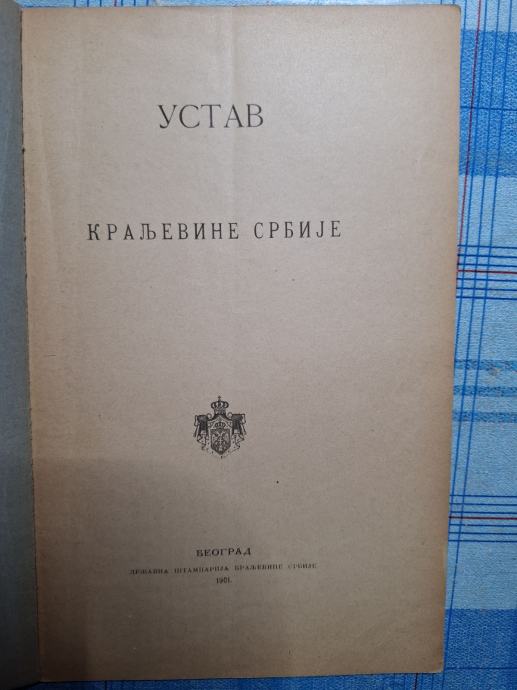 УСТАВ
КРАЉЕВИНЕ СРБИЈЕ
БЕОГРАД
ДРЖАВНА ШТАМПАРИЈА КРАЉЕВИНЕ СРБИЈЕ
1901.